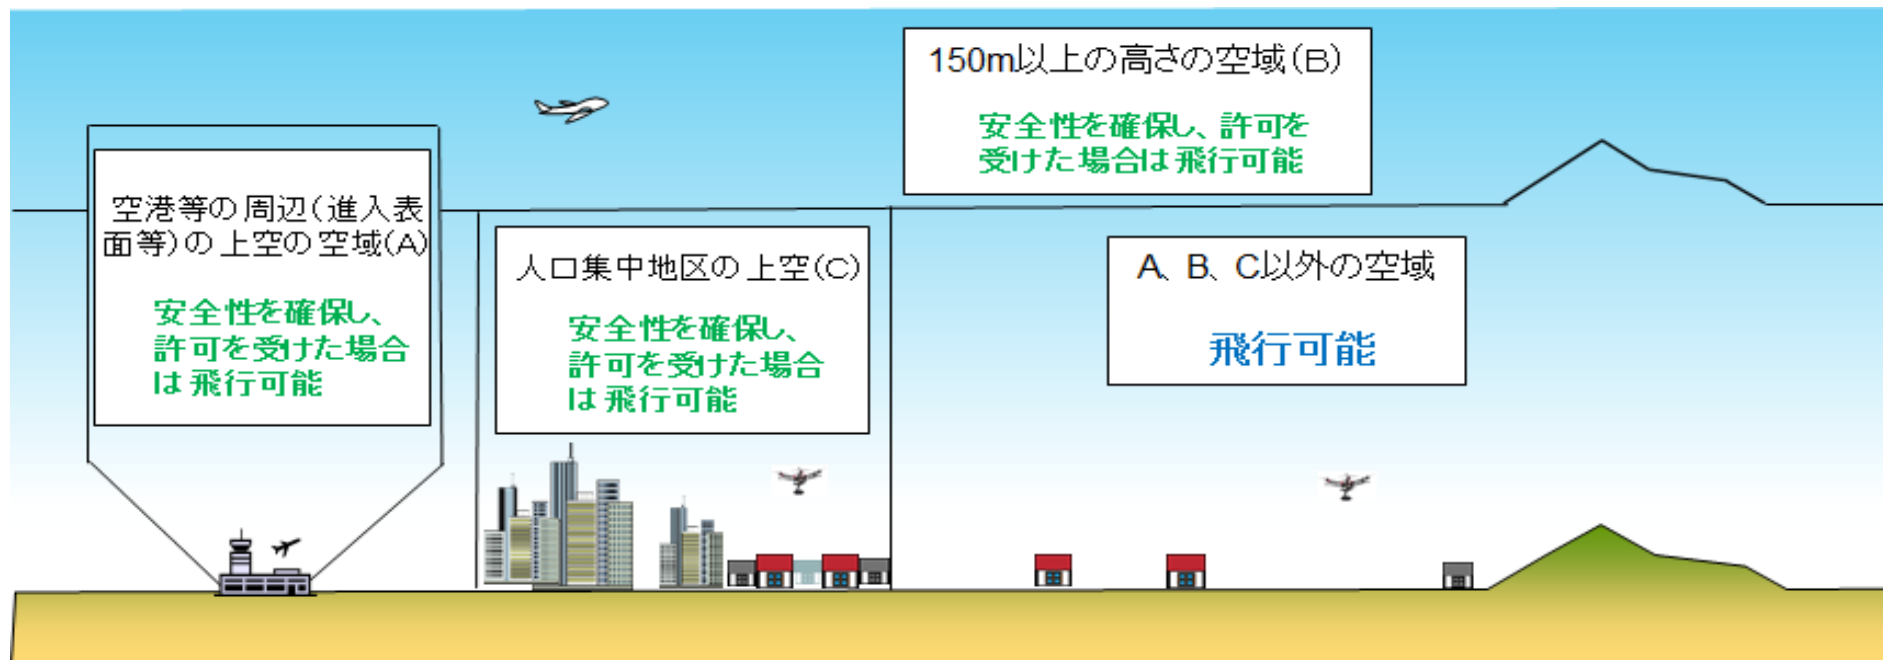 150m以上の高さの空域(B)
安全性を確保し、許可を
受けた場合は飛行可能
空港等の周辺(進入表
面等)の上空の空域(A)
安全性を確保し、
許可を受けた場合
は飛行可能
人口集中地区の上空(C)
安全性を確保し、
許可を受けた場合
は飛行可能
A、B、C以外の空域
飛行可能